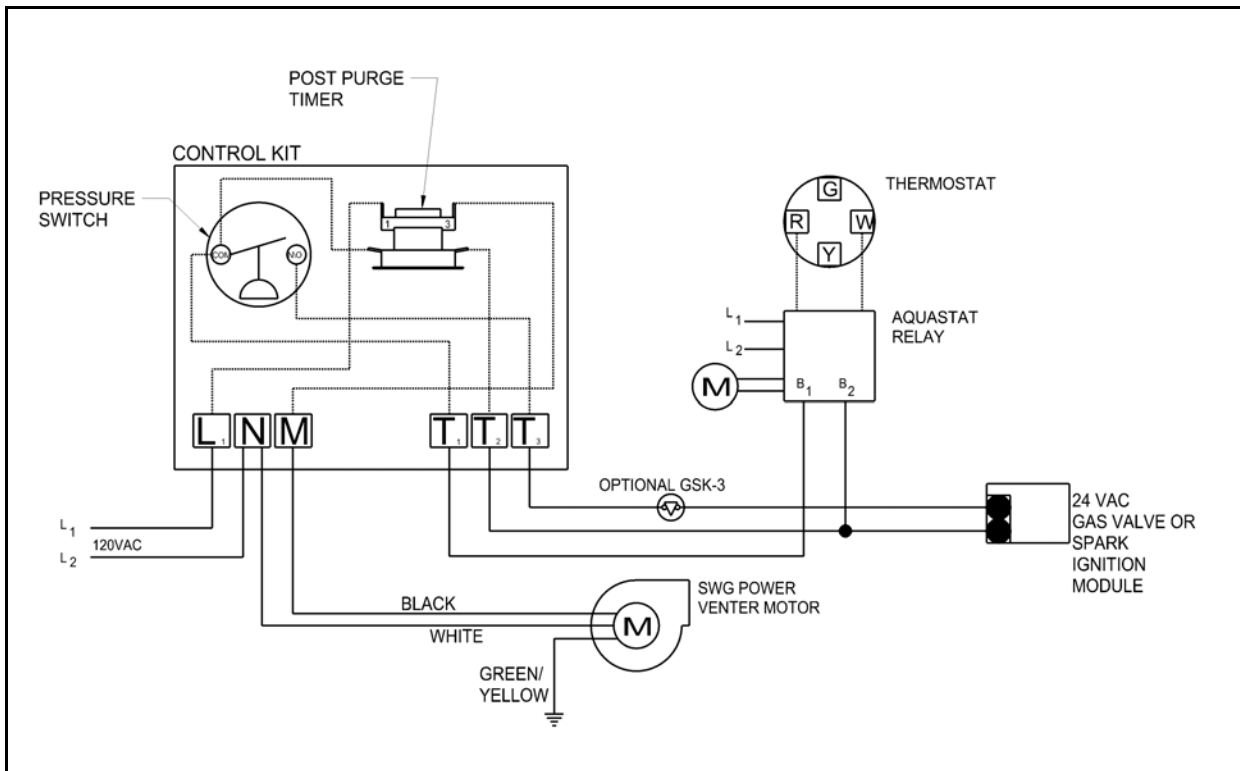 POST PURGE
TIMER
CONTROL KIT
PRESSURE
SWITCH
COM
N.O.
1 3
L1 N M T1 T2 T3
L1
120VAC
L2
BLACK
WHITE
GREEN/
YELLOW
M
SWG POWER
VENTER MOTOR
THERMOSTAT
G
R W
Y
AQUASTAT
RELAY
L1
L2
M
B1 B2
OPTIONAL GSK-3
24 VAC
GAS VALVE OR
SPARK
IGNITION
MODULE